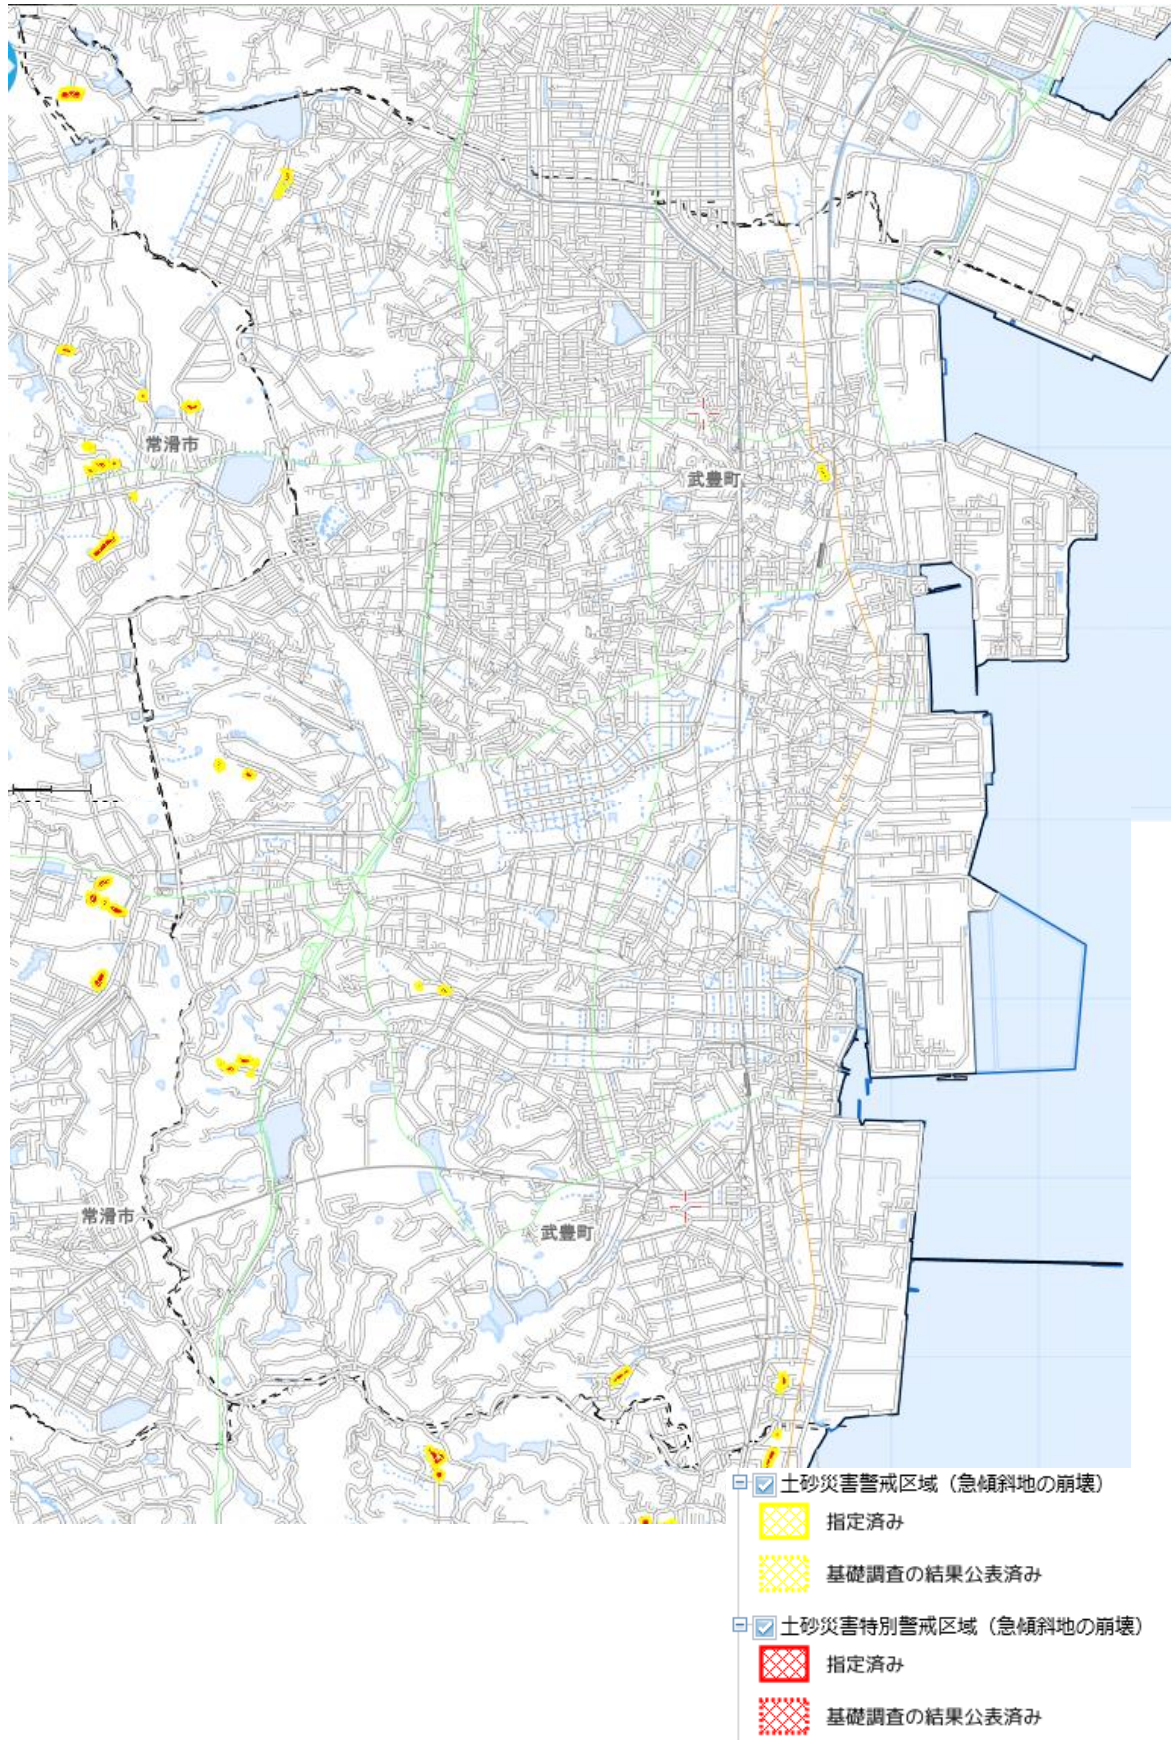 3
常滑市
武豊町
常滑市
武豊町
土砂災害警戒区域（急傾斜地の崩壊）
指定済み
基礎調査の結果公表済み
土砂災害特別警戒区域（急傾斜地の崩壊）
指定済み
基礎調査の結果公表済み